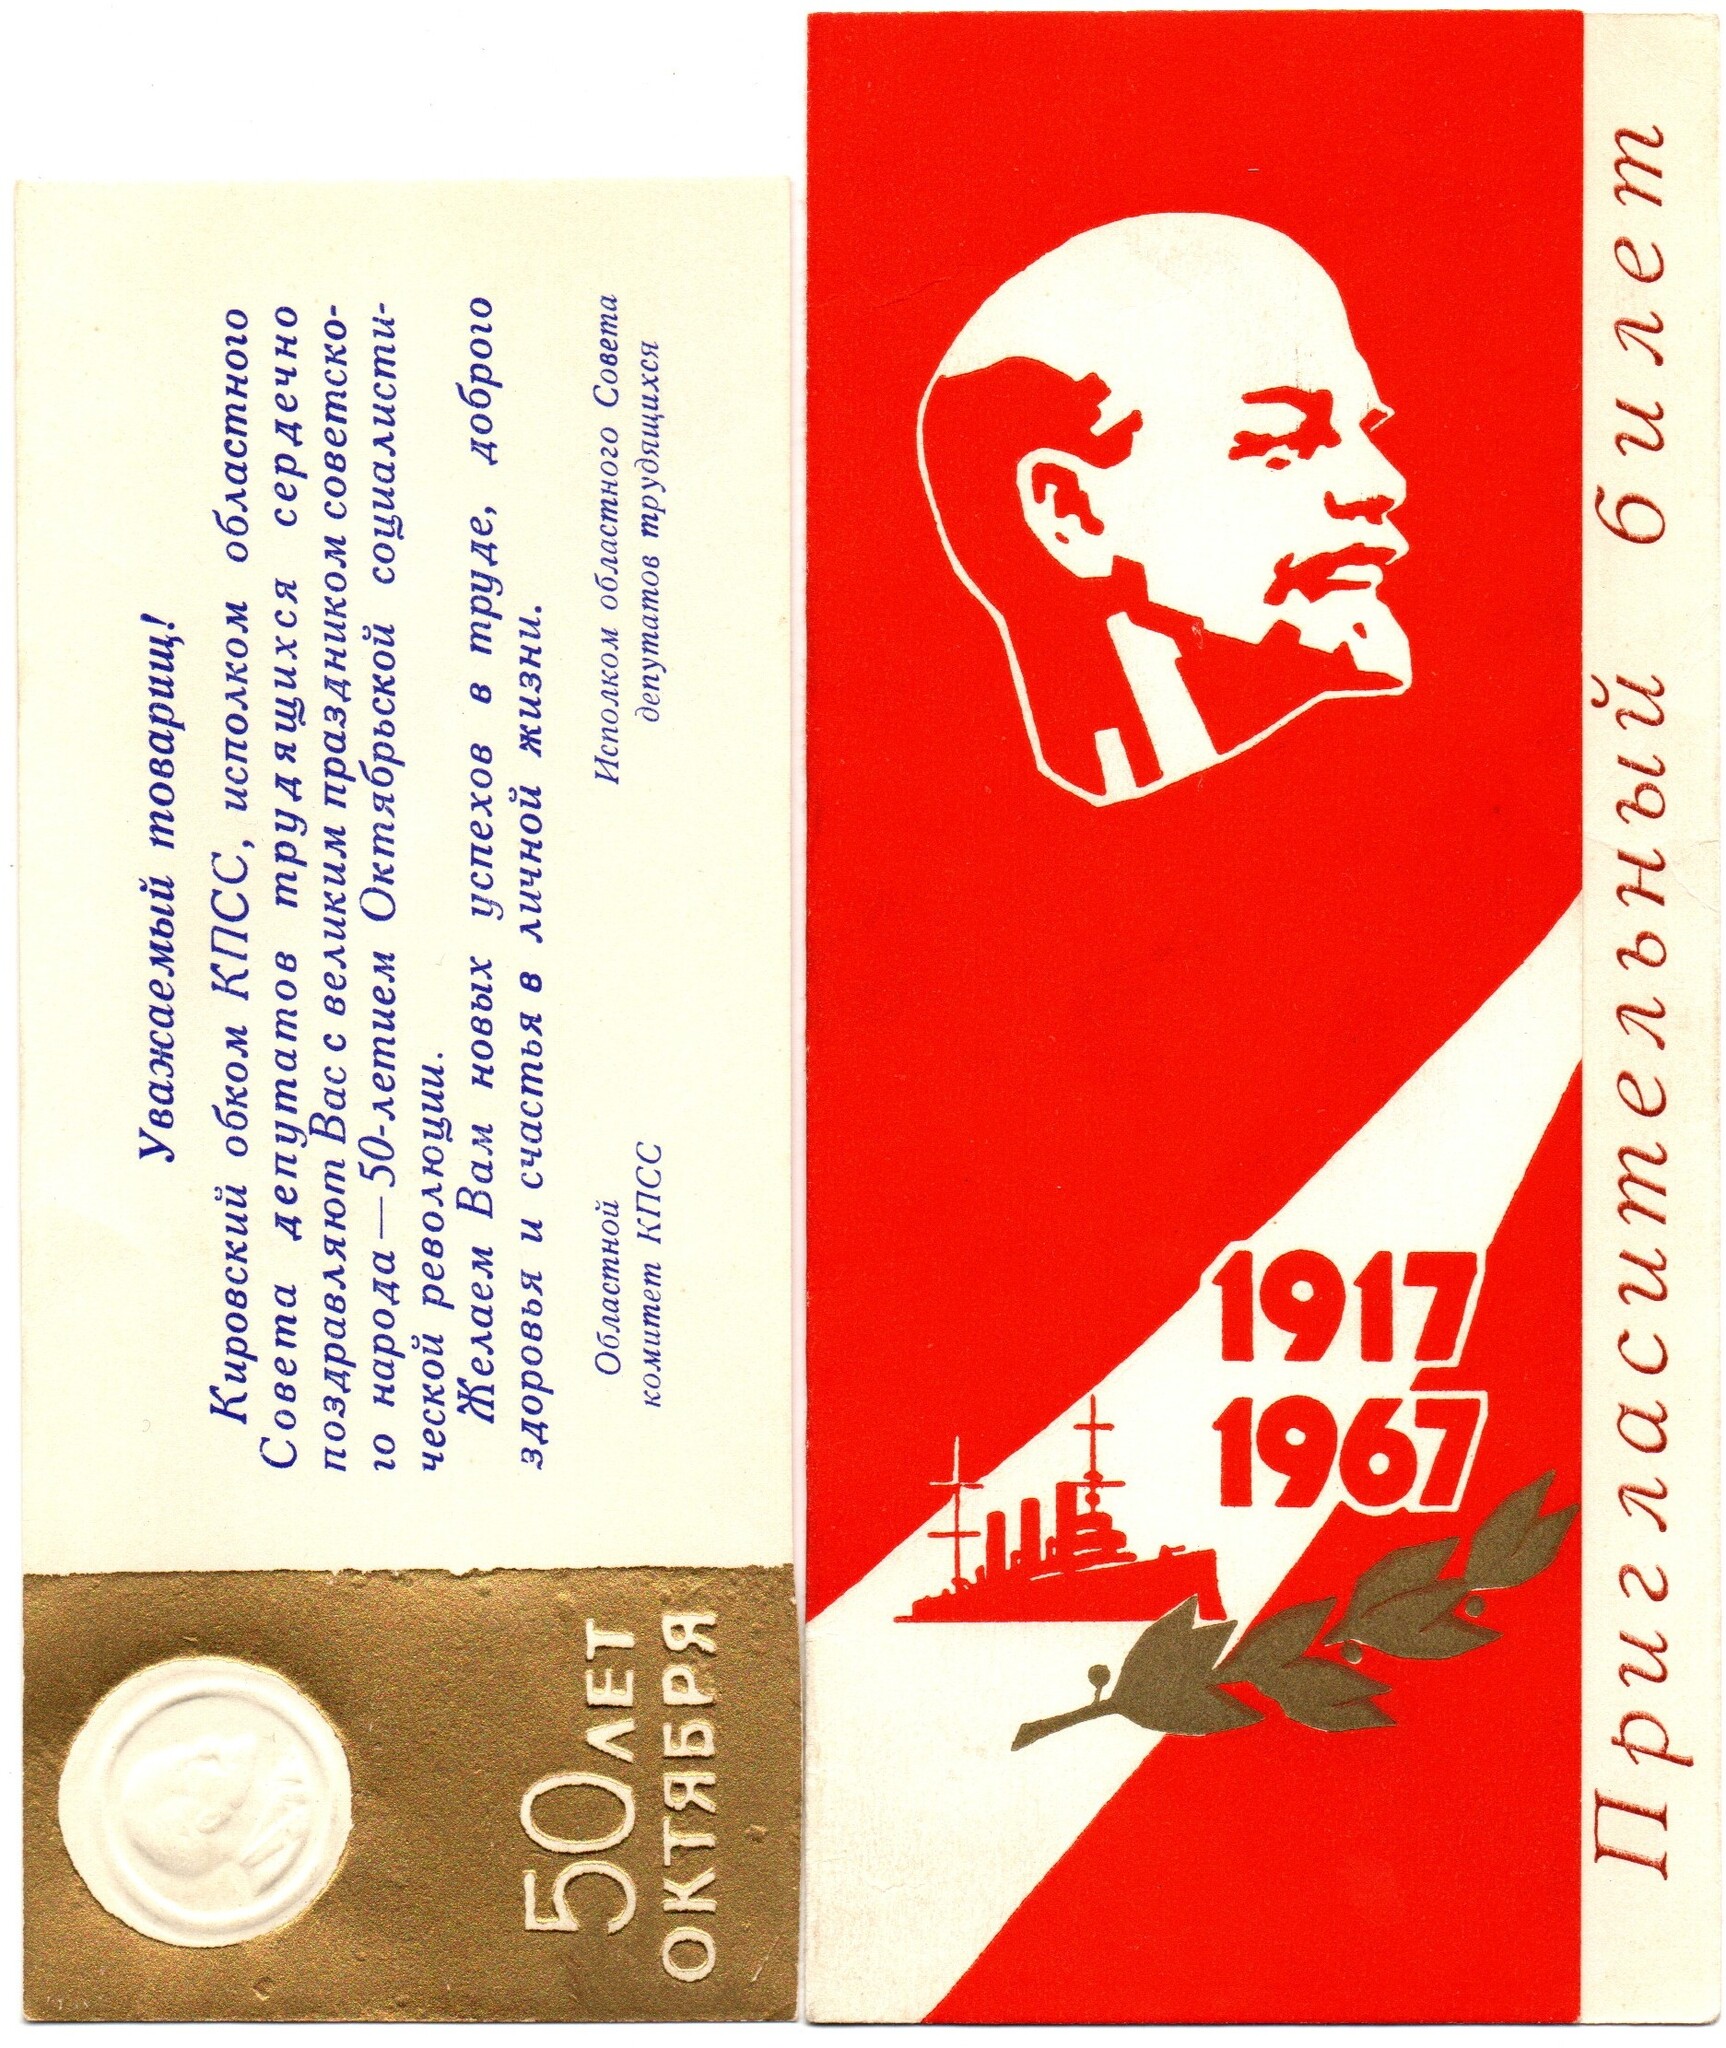 Уважаемый товарищ!
Кировский обком КПСС, исполком областного
Совета депутатов трудящихся сердечно
поздравляют Вас с великим праздником советско-
го народа — 50-летием Октябрьской социалисти-
ческой революции.
Желаем Вам новых успехов в труде, доброго
здоровья и счастья в личной жизни.
Областной
комитет КПСС
Исполком областного Совета
депутатов трудящихся
50 ЛЕТ
ОКТЯБРЯ
1917
1967
Пригласительный билет